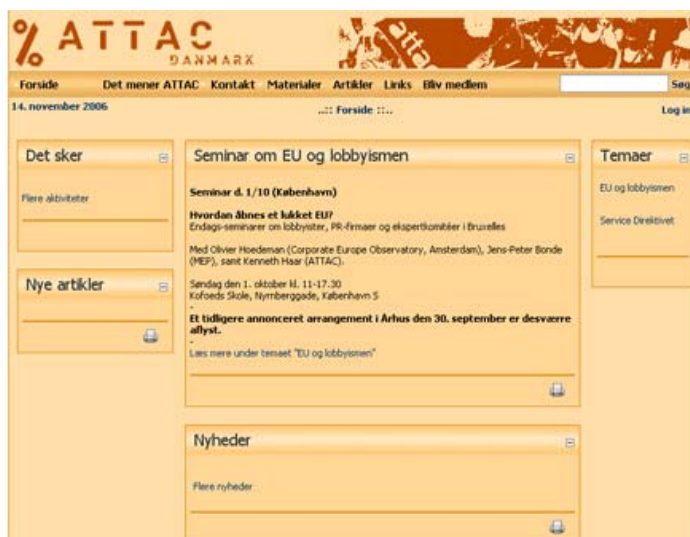 % ATTAC
DANMARK
attac
Forside Det mener ATTAC Kontakt Materialer Artikler Links Bliv medlem Søg
14. november 2006 ..:: Forside ::.. Log in
Det sker
Flere aktiviteter
Nye artikler
Seminar om EU og lobbyismen
Seminar d. 1/10 (København)
Hvordan åbnes et lukket EU?
Endags-seminarer om lobbyister, PR-firmaer og ekspertkomitéer i Bruxelles
Med Olivier Hoedeman (Corporate Europe Observatory, Amsterdam), Jens-Peter Bonde
(MEP), samt Kenneth Haar (ATTAC).
Søndag den 1. oktober kl. 11-17.30
Kofoeds Skole, Nyrnberggade, København S
-
Et tidligere annonceret arrangement i Århus den 30. september er desværre
aflyst.
-
Læs mere under temaet "EU og lobbyismen"
Nyheder
Flere nyheder
Temaer
EU og lobbyismen
Service Direktivet